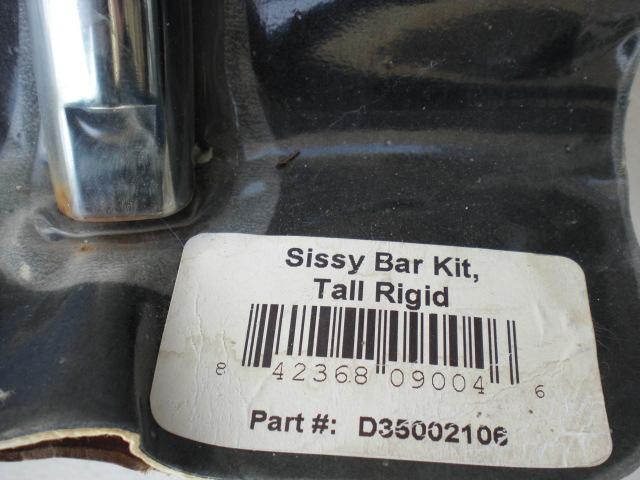 Sissy Bar Kit,
Tall Rigid
8 42368 09004 6
Part #: D35002106